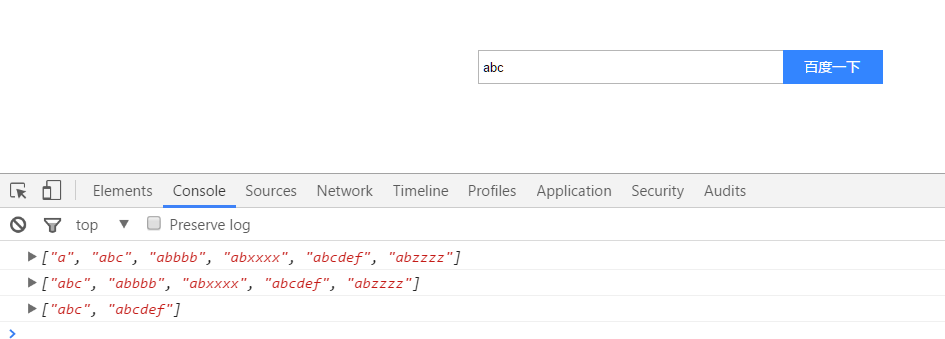 abc 百度一下
Elements Console Sources Network Timeline Profiles Application Security Audits
top Preserve log
["a", "abc", "abbbb", "abxxxx", "abcdef", "abzzzz"]
["abc", "abbbb", "abxxxx", "abcdef", "abzzzz"]
["abc", "abcdef"]